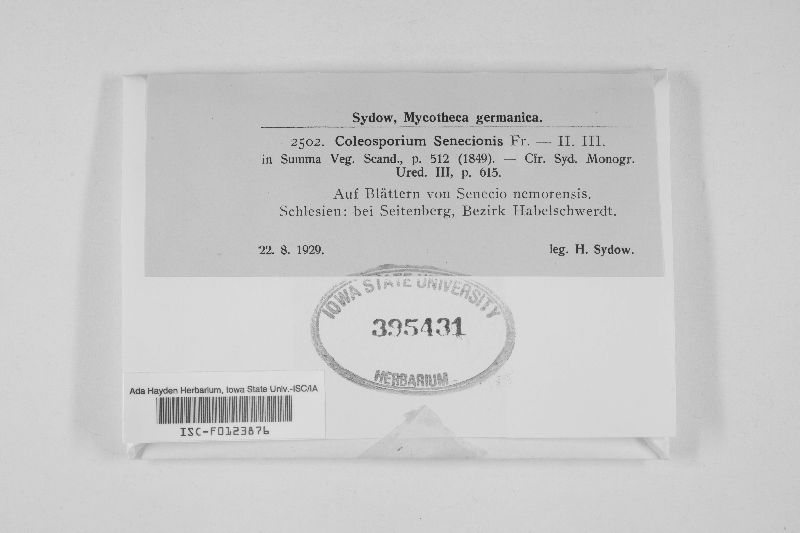 Sydow, Mycotheca germanica.
2502. Coleosporium Senecionis Fr. — II. III.
in Summa Veg. Scand., p. 512 (1849). — Cfr. Syd. Monogr.
Ured. III, p. 615.
Auf Blättern von Senecio nemorensis.
Schlesien: bei Seitenberg, Bezirk Habelschwerdt.
22. 8. 1929. leg. H. Sydow.
IOWA STATE UNIVERSITY
395431
HERBARIUM
Ada Hayden Herbarium, Iowa State Univ.-ISC/IA
ISC-F0123876